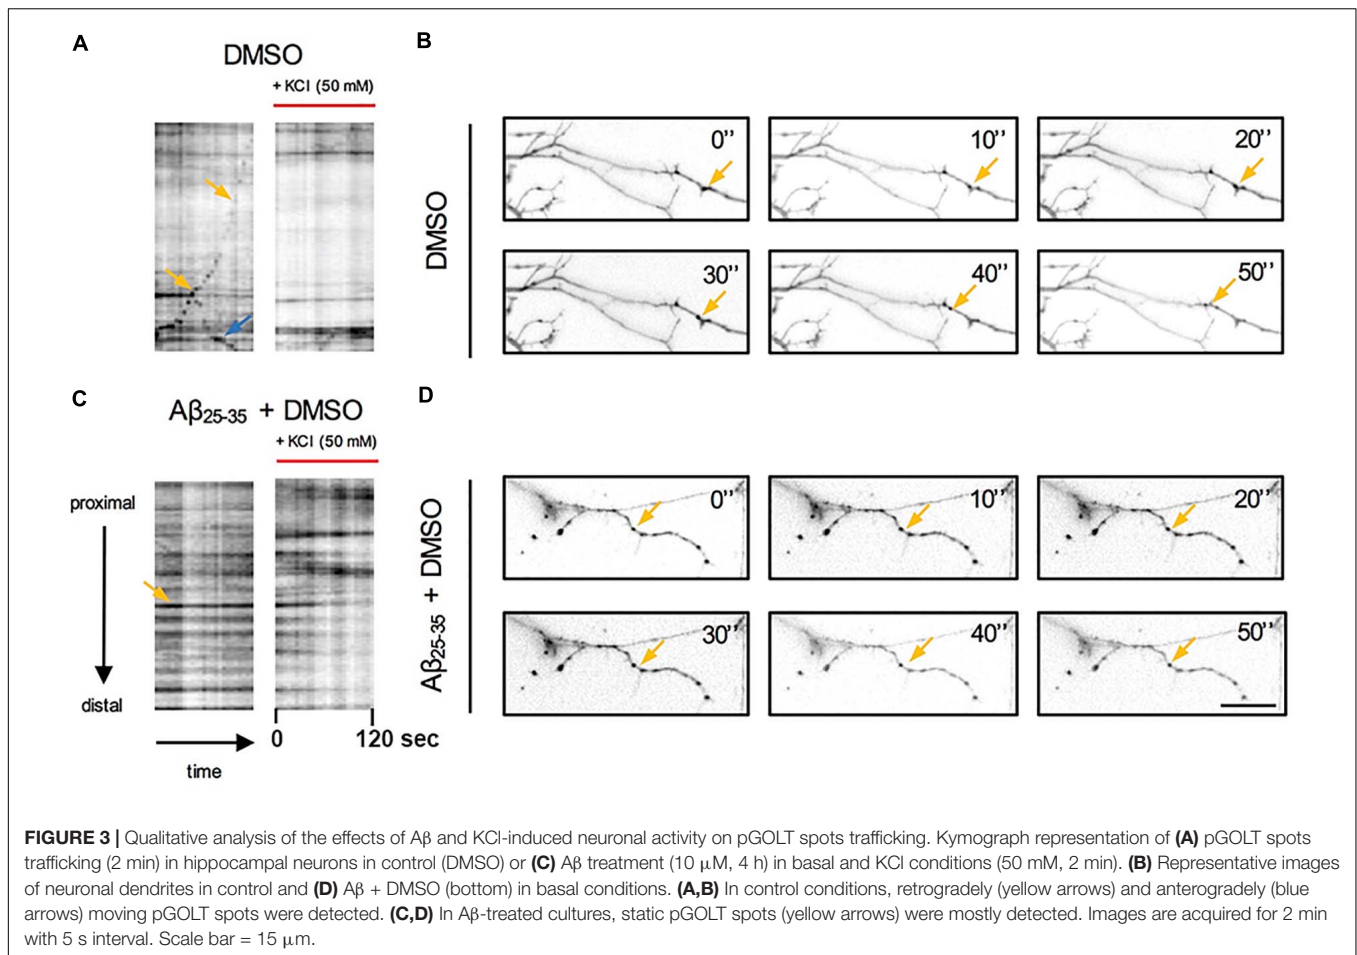 A
DMSO
+ KCl (50 mM)
B
DMSO
0’’
10’’
20’’
30’’
40’’
50’’
C
Aβ25-35 + DMSO
+ KCl (50 mM)
proximal
distal
time
0
120 sec
D
Aβ25-35 + DMSO
0’’
10’’
20’’
30’’
40’’
50’’
FIGURE 3 | Qualitative analysis of the effects of Aβ and KCl-induced neuronal activity on pGOLT spots trafficking. Kymograph representation of (A) pGOLT spots
trafficking (2 min) in hippocampal neurons in control (DMSO) or (C) Aβ treatment (10 μM, 4 h) in basal and KCl conditions (50 mM, 2 min). (B) Representative images
of neuronal dendrites in control and (D) Aβ + DMSO (bottom) in basal conditions. (A,B) In control conditions, retrogradely (yellow arrows) and anterogradely (blue
arrows) moving pGOLT spots were detected. (C,D) In Aβ-treated cultures, static pGOLT spots (yellow arrows) were mostly detected. Images are acquired for 2 min
with 5 s interval. Scale bar = 15 μm.